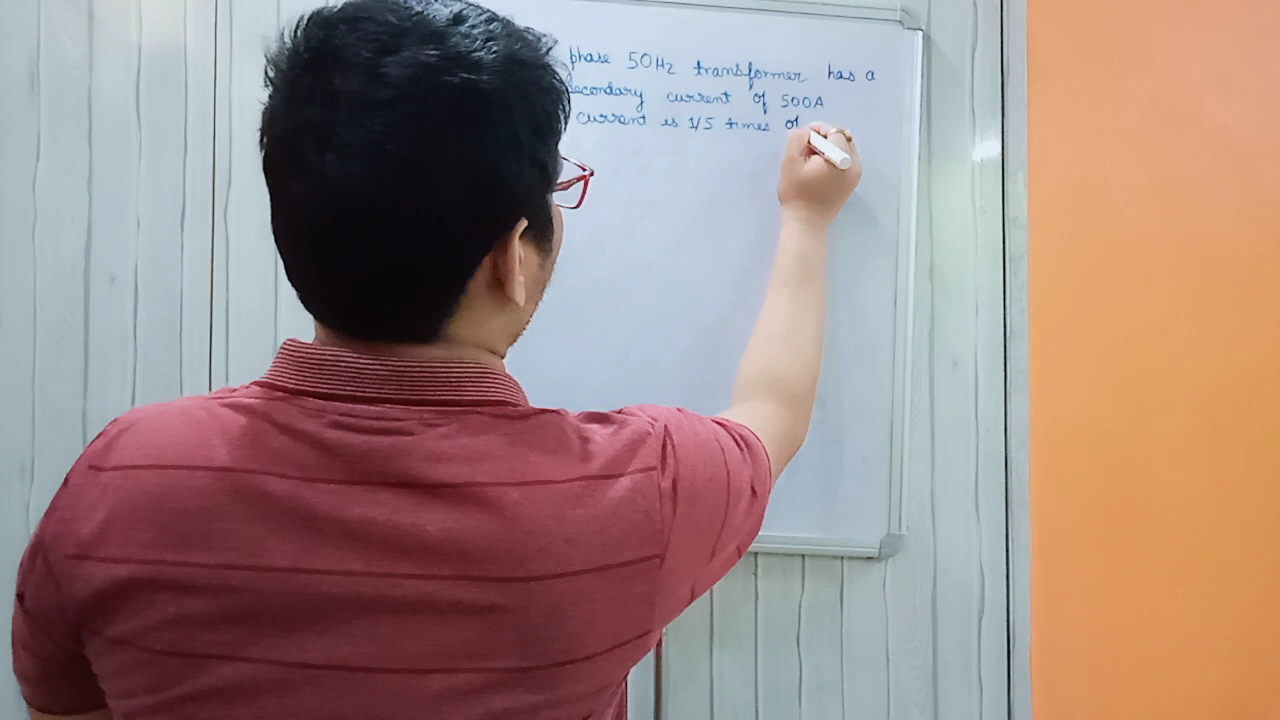 phase 50Hz transformer has a
secondary current of 500A
current is 1/5 times of